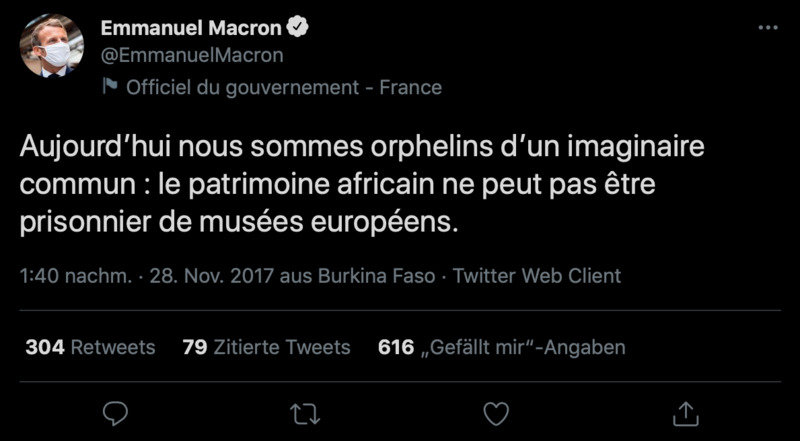 Emmanuel Macron
@EmmanuelMacron
Officiel du gouvernement - France
Aujourd’hui nous sommes orphelins d’un imaginaire
commun : le patrimoine africain ne peut pas être
prisonnier de musées européens.
1:40 nachm. · 28. Nov. 2017 aus Burkina Faso · Twitter Web Client
304 Retweets 79 Zitierte Tweets 616 „Gefällt mir“-Angaben